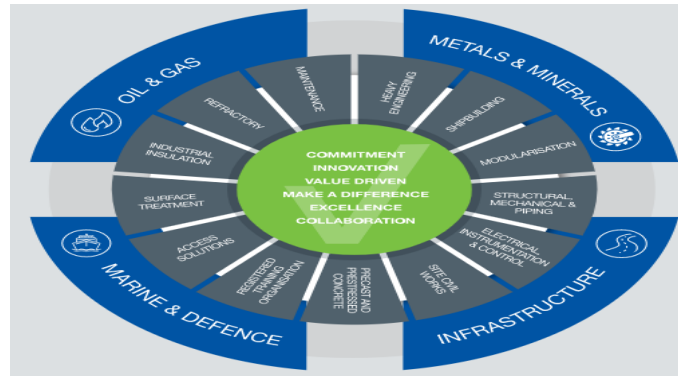 OIL & GAS
METALS & MINERALS
MAINTENANCE
HEAVY
ENGINEERING
REFRACTORY
SHIPBUILDING
INDUSTRIAL
INSULATION
MODULARISATION
COMMITMENT
INNOVATION
VALUE DRIVEN
MAKE A DIFFERENCE
EXCELLENCE
COLLABORATION
SURFACE
TREATMENT
STRUCTURAL,
MECHANICAL &
PIPING
ACCESS
SOLUTIONS
ELECTRICAL,
INSTRUMENTATION
& CONTROL
REGISTERED
TRAINING
ORGANISATION
PRECAST AND
PRESTRESSED
CONCRETE
SITE CIVIL
WORKS
MARINE & DEFENCE
INFRASTRUCTURE